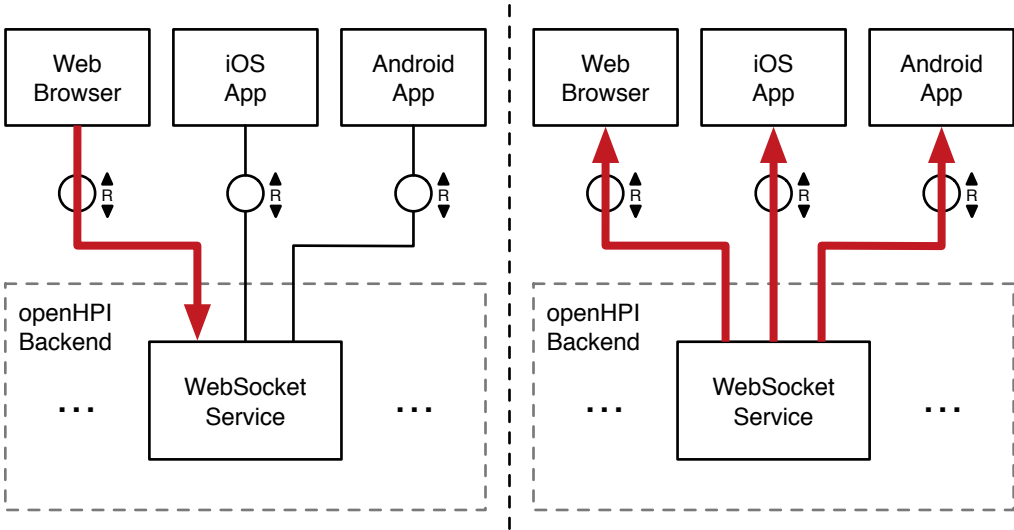 Web
Browser
iOS
App
Android
App
R
R
R
openHPI
Backend
...
WebSocket
Service
...
Web
Browser
iOS
App
Android
App
R
R
R
openHPI
Backend
...
WebSocket
Service
...